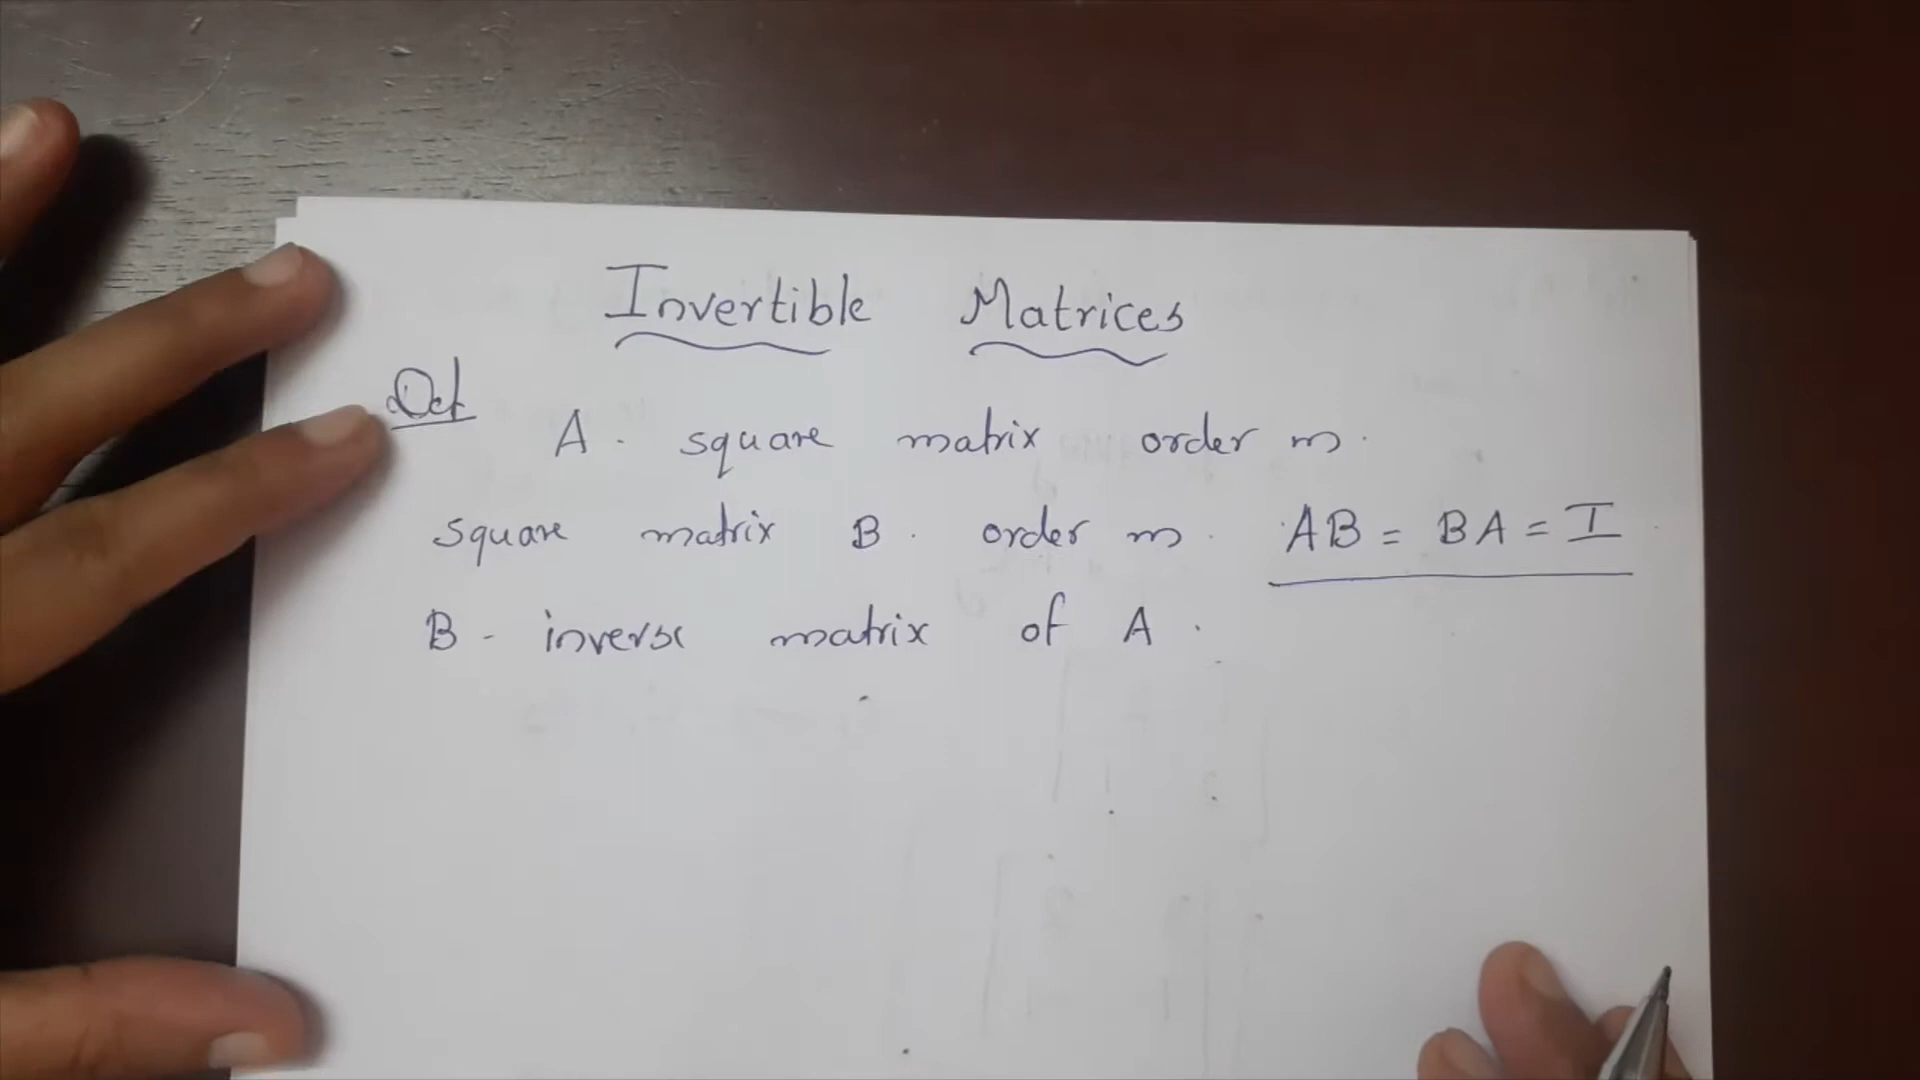 Invertible Matrices
Def
A. square matrix order m.
square matrix B. order m. AB = BA = I
B - inverse matrix of A.